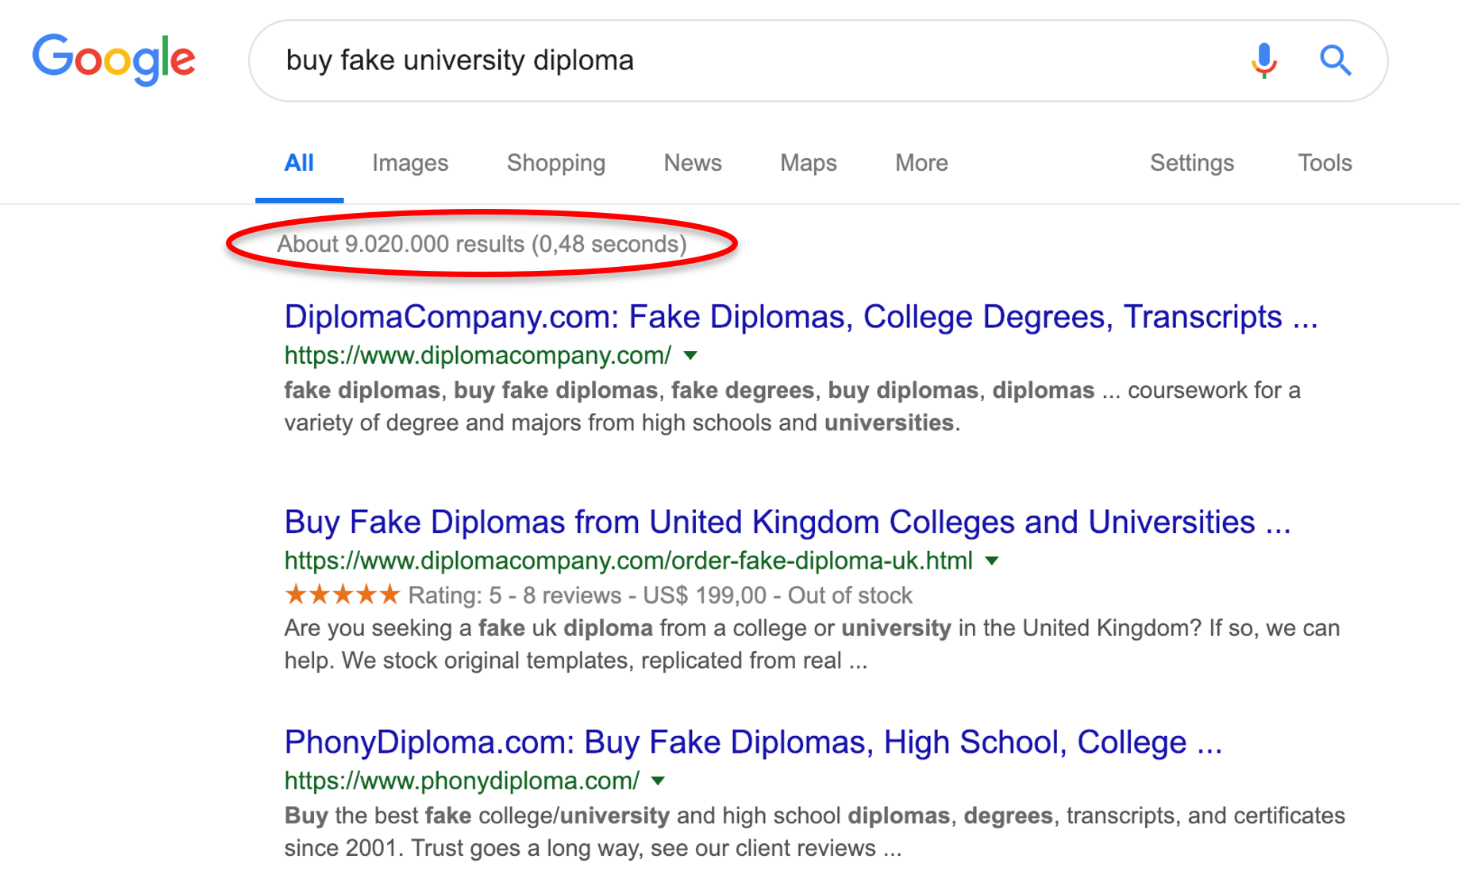 Google
buy fake university diploma
All Images Shopping News Maps More Settings Tools
About 9.020.000 results (0,48 seconds)
DiplomaCompany.com: Fake Diplomas, College Degrees, Transcripts ...
https://www.diplomacompany.com/
fake diplomas, buy fake diplomas, fake degrees, buy diplomas, diplomas ... coursework for a
variety of degree and majors from high schools and universities.
Buy Fake Diplomas from United Kingdom Colleges and Universities ...
https://www.diplomacompany.com/order-fake-diploma-uk.html
Rating: 5 - 8 reviews - US$ 199,00 - Out of stock
Are you seeking a fake uk diploma from a college or university in the United Kingdom? If so, we can
help. We stock original templates, replicated from real ...
PhonyDiploma.com: Buy Fake Diplomas, High School, College ...
https://www.phonydiploma.com/
Buy the best fake college/university and high school diplomas, degrees, transcripts, and certificates
since 2001. Trust goes a long way, see our client reviews ...